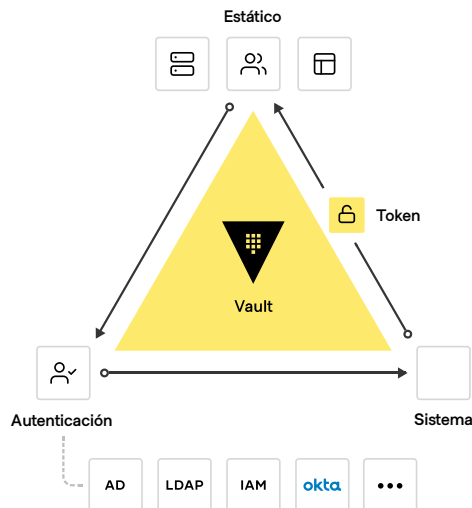 Estático
Token
Vault
Autenticación
Sistema
AD
LDAP
IAM
okta